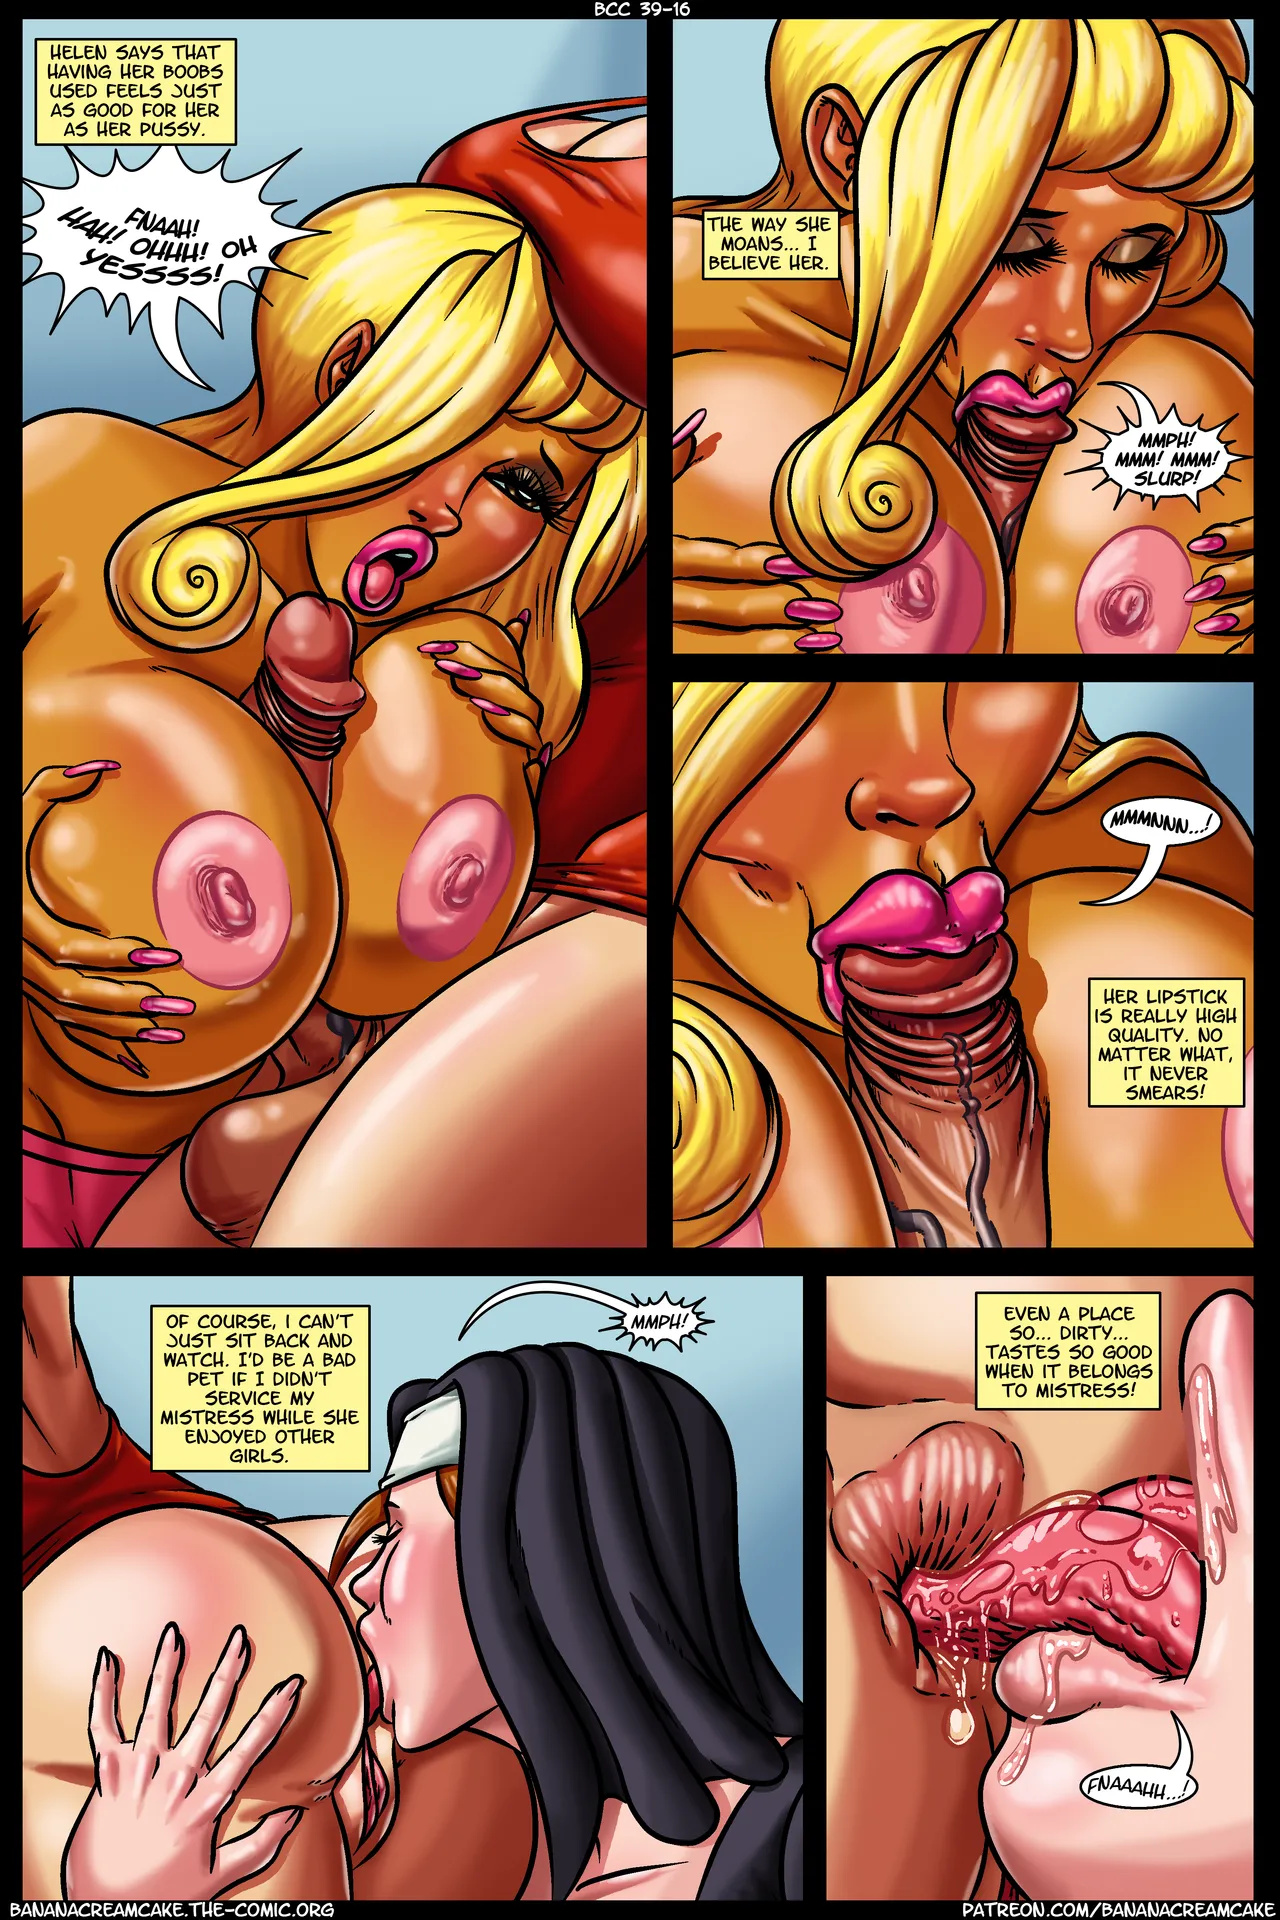 BCC 39-16
HELEN SAYS THAT
HAVING HER BOOBS
USED FEELS JUST
AS GOOD FOR HER
AS HER PUSSY.
FNAAH!
HAH! OHHH! OH
YESSSS!
THE WAY SHE
MOANS... I
BELIEVE HER.
MMPH!
MMM! MMM!
SLURP!
MMMNNN...!
HER LIPSTICK
IS REALLY HIGH
QUALITY. NO
MATTER WHAT,
IT NEVER
SMEARS!
OF COURSE, I CAN'T
JUST SIT BACK AND
WATCH. I'D BE A BAD
PET IF I DIDN'T
SERVICE MY
MISTRESS WHILE SHE
ENJOYED OTHER
GIRLS.
MMPH!
EVEN A PLACE
SO... DIRTY...
TASTES SO GOOD
WHEN IT BELONGS
TO MISTRESS!
FNAAAHH...!
BANANACREAMCAKE.THE-COMIC.ORG
PATREON.COM/BANANACREAMCAKE